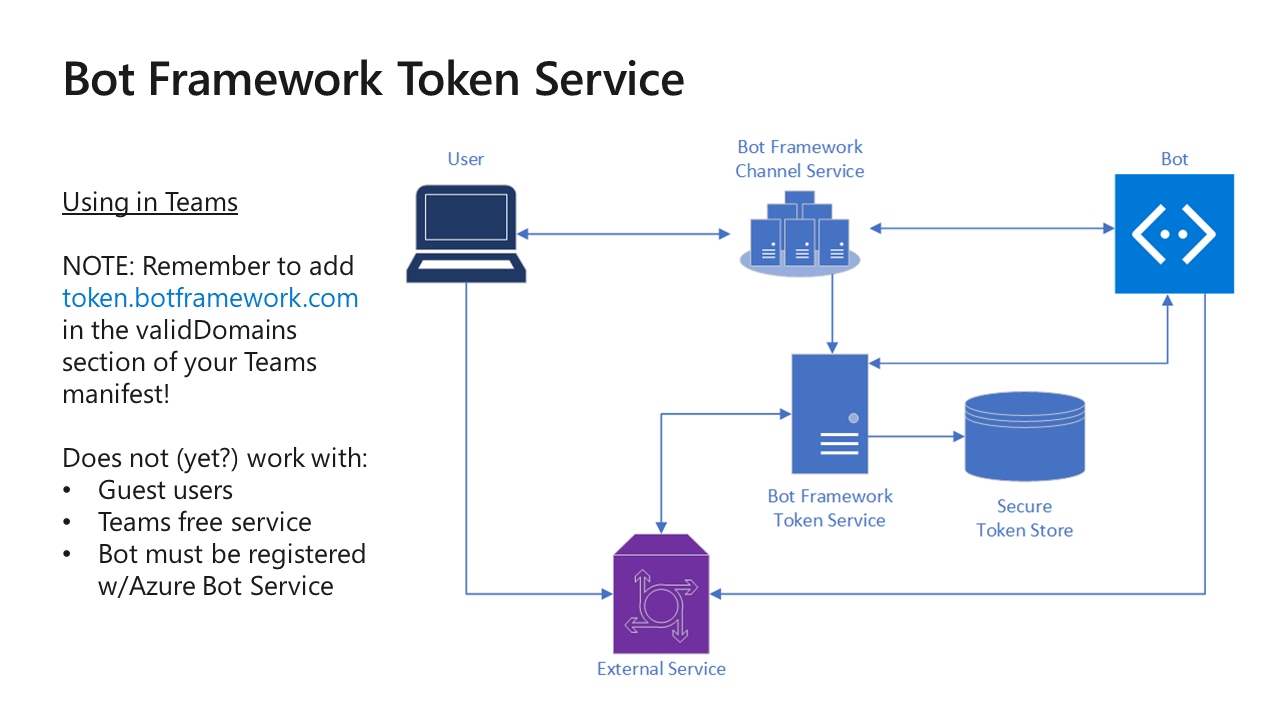 Bot Framework Token Service
Using in Teams
NOTE: Remember to add
token.botframework.com
in the validDomains
section of your Teams
manifest!
Does not (yet?) work with:
• Guest users
• Teams free service
• Bot must be registered
w/Azure Bot Service
User
Bot Framework
Channel Service
Bot
Bot Framework
Token Service
Secure
Token Store
External Service